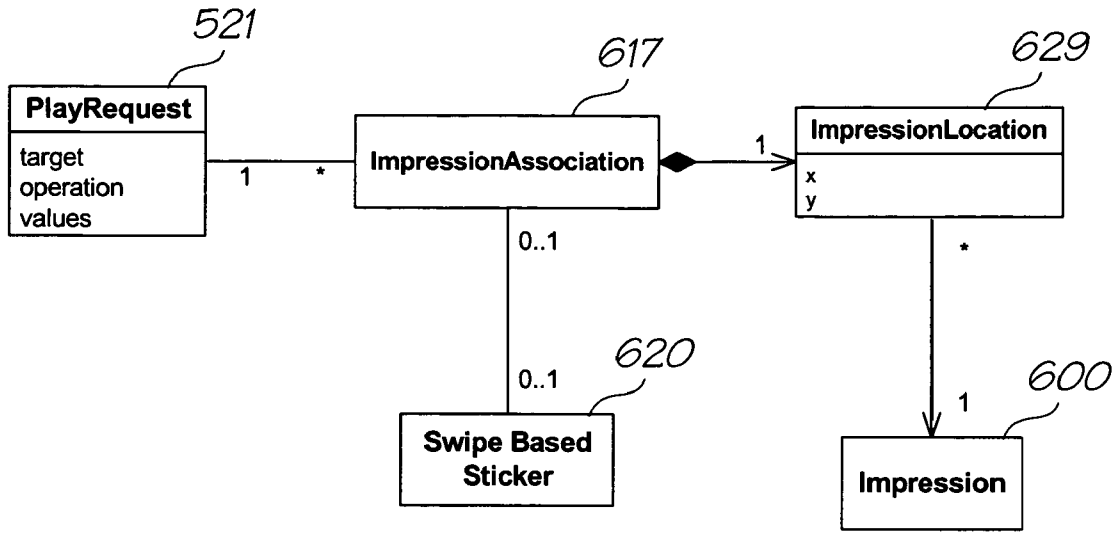 521
PlayRequest
target
operation
values
1
*
617
ImpressionAssociation
1
629
ImpressionLocation
x
y
0..1
0..1
620
Swipe Based
Sticker
*
1
600
Impression